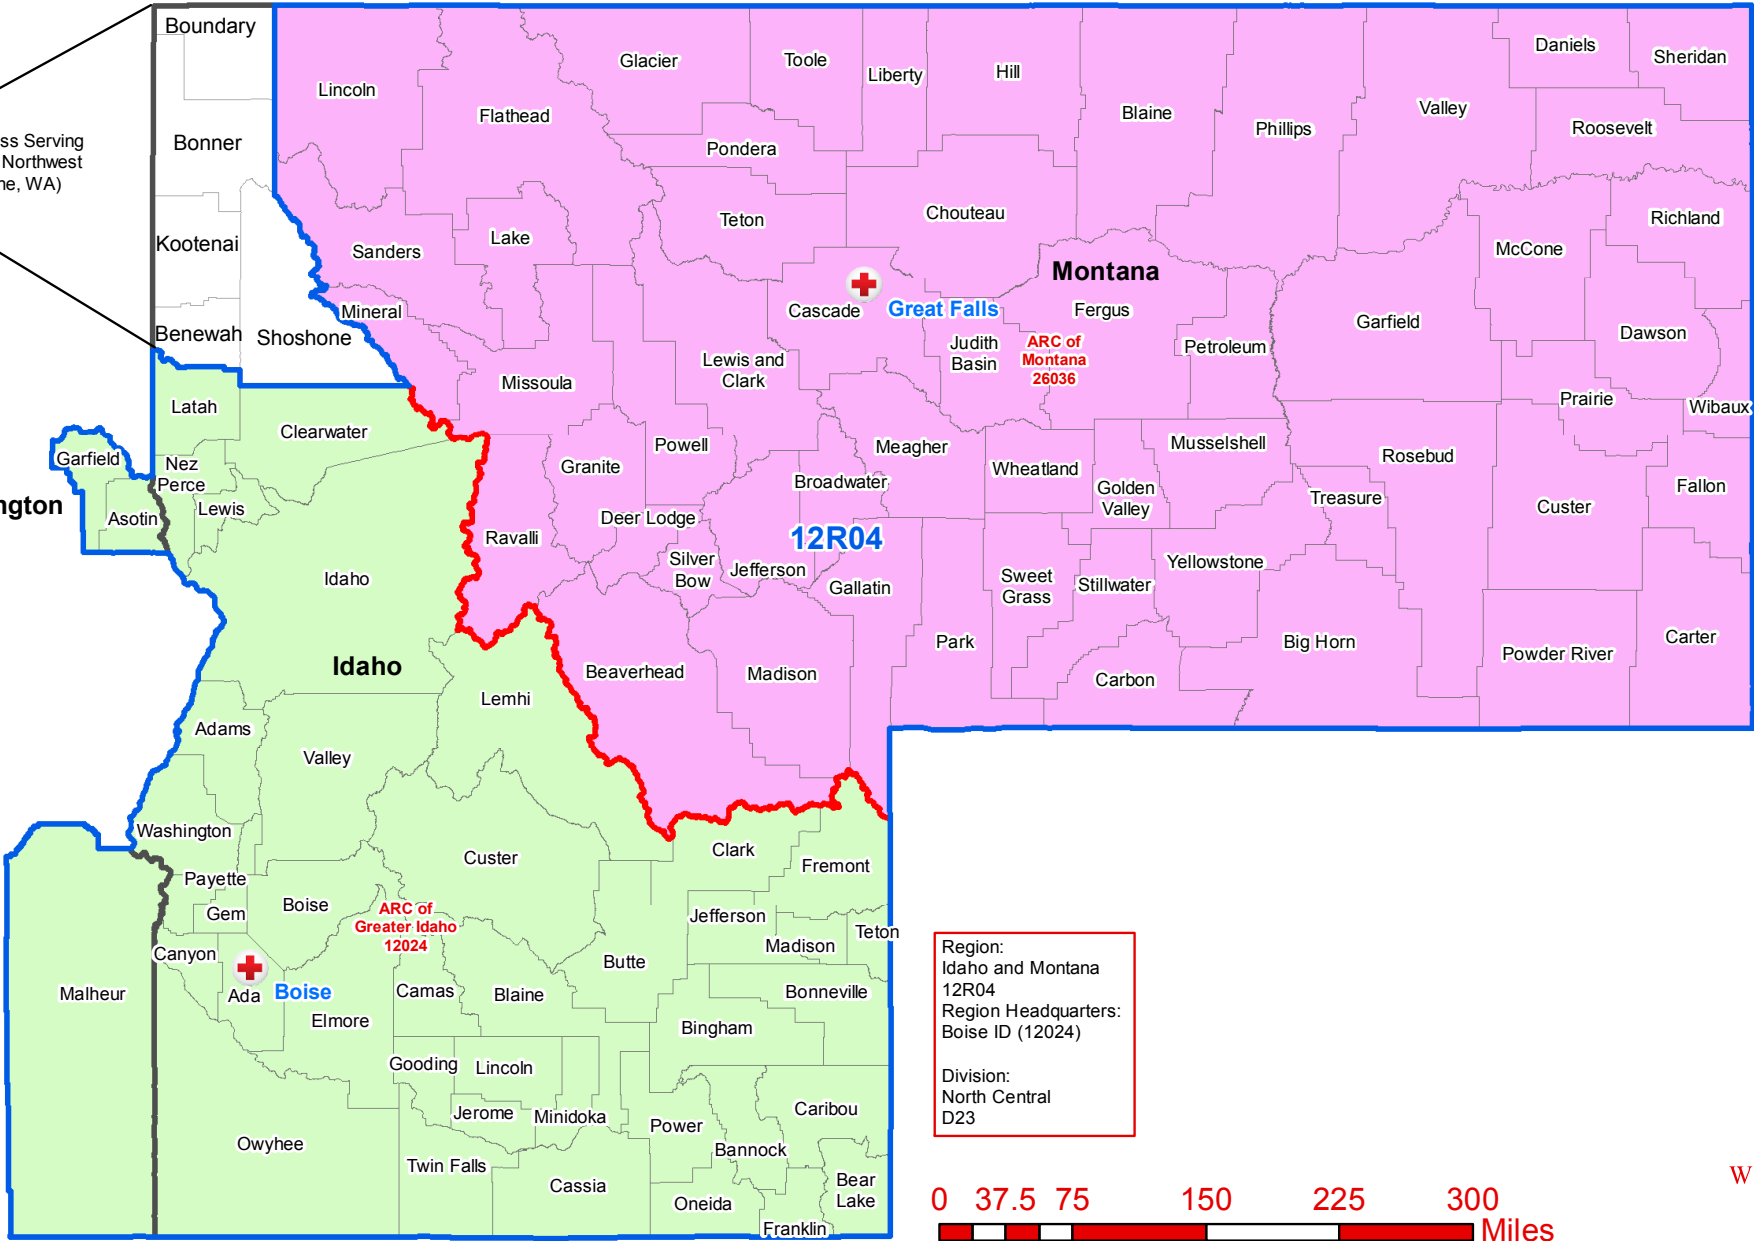 Boundary
Bonner
Kootenai
Benewah
Shoshone
ss Serving
Northwest
ne, WA)
Lincoln
Flathead
Glacier
Toole
Liberty
Hill
Blaine
Phillips
Valley
Daniels
Sheridan
Roosevelt
Pondera
Teton
Chouteau
Richland
McCone
Sanders
Lake
Mineral
Montana
Cascade
Great Falls
Fergus
Garfield
Dawson
Judith
Basin
ARC of
Montana
26036
Petroleum
Lewis and
Clark
Missoula
Prairie
Wibaux
Latah
Clearwater
Powell
Meagher
Musselshell
Rosebud
Garfield
Nez
Perce
Granite
Wheatland
Broadwater
Golden
Valley
Treasure
Custer
Fallon
ngton
Asotin
Lewis
Deer Lodge
12R04
Ravalli
Silver
Bow
Jefferson
Gallatin
Yellowstone
Sweet
Grass
Stillwater
Idaho
Park
Big Horn
Powder River
Carter
Idaho
Beaverhead
Madison
Carbon
Lemhi
Adams
Valley
Washington
Custer
Clark
Fremont
Payette
Gem
Boise
ARC of
Greater Idaho
12024
Jefferson
Madison
Teton
Canyon
Butte
Malheur
Ada
Boise
Camas
Blaine
Bonneville
Elmore
Bingham
Gooding
Lincoln
Jerome
Minidoka
Power
Caribou
Owyhee
Bannock
Twin Falls
Cassia
Bear
Lake
Oneida
Franklin
Region:
Idaho and Montana
12R04
Region Headquarters:
Boise ID (12024)
Division:
North Central
D23
W
0 37.5 75 150 225 300
Miles